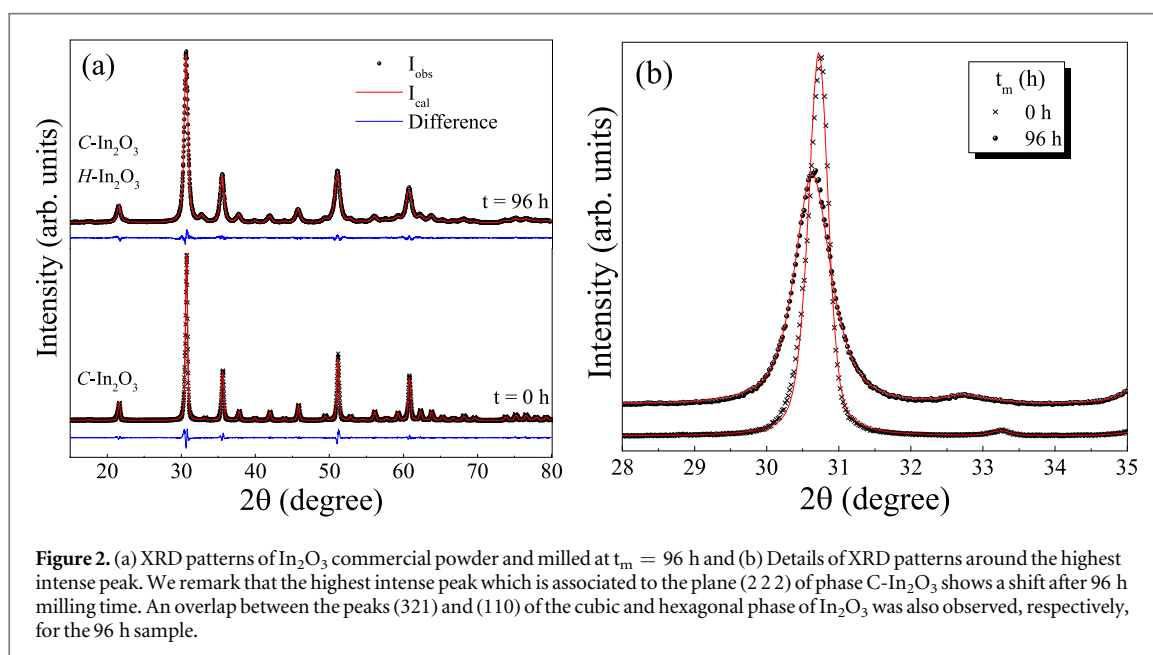 (a)
I_obs
I_cal
Difference
C-In₂O₃
H-In₂O₃
t = 96 h
C-In₂O₃
t = 0 h
Intensity (arb. units)
20 30 40 50 60 70 80
2θ (degree)
(b)
t_m (h)
0 h
96 h
Intensity (arb. units)
28 29 30 31 32 33 34 35
2θ (degree)
Figure 2. (a) XRD patterns of In₂O₃ commercial powder and milled at tₘ = 96 h and (b) Details of XRD patterns around the highest
intense peak. We remark that the highest intense peak which is associated to the plane (2 2 2) of phase C-In₂O₃ shows a shift after 96 h
milling time. An overlap between the peaks (321) and (110) of the cubic and hexagonal phase of In₂O₃ was also observed, respectively,
for the 96 h sample.